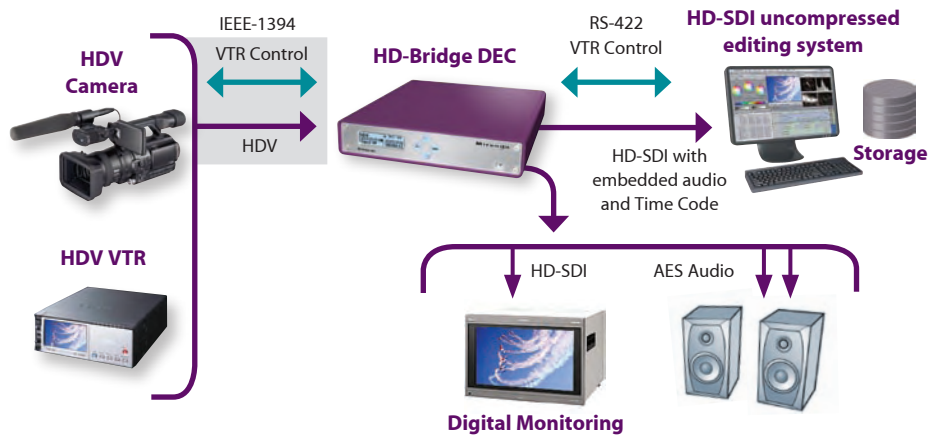 HDV
Camera
IEEE-1394
VTR Control
HDV
HD-Bridge DEC
RS-422
VTR Control
HD-SDI uncompressed
editing system
Storage
HD-SDI with
embedded audio
and Time Code
HDV VTR
HD-SDI
AES Audio
Digital Monitoring